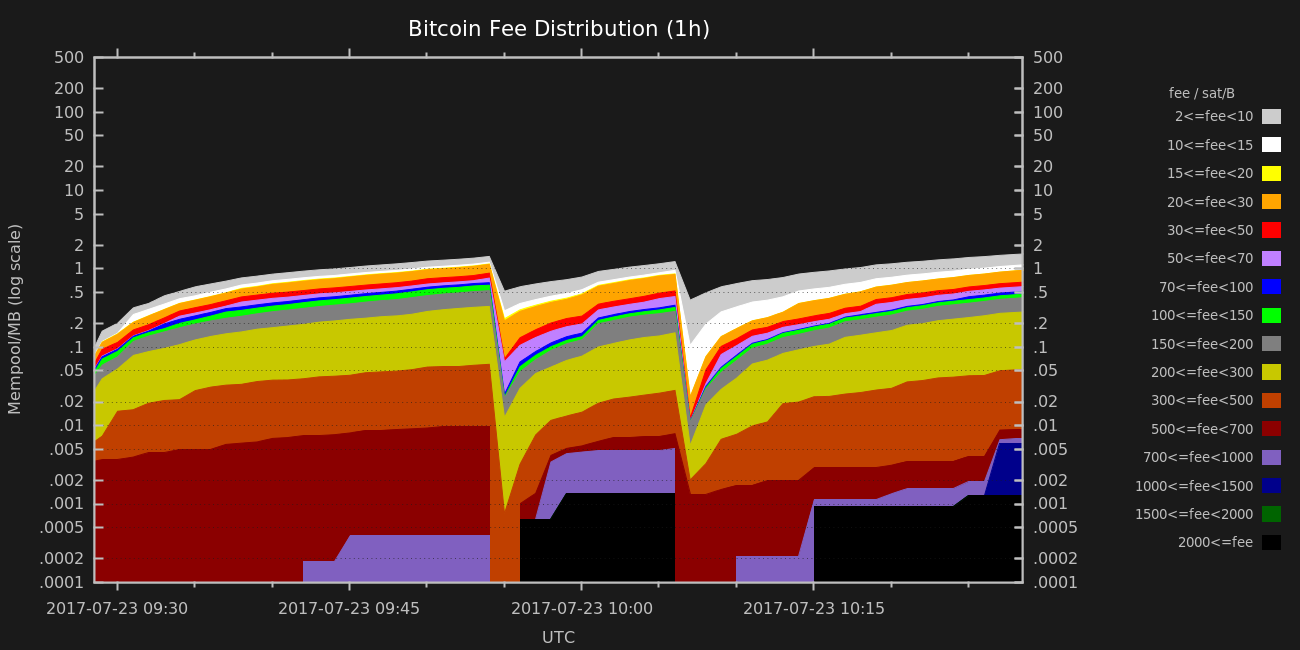 Bitcoin Fee Distribution (1h)
500
200
100
50
20
10
5
2
1
.5
.2
.1
.05
.02
.01
.005
.002
.001
.0005
.0002
.0001
Mempool/MB (log scale)
500
200
100
50
20
10
5
2
1
.5
.2
.1
.05
.02
.01
.005
.002
.001
.0005
.0002
.0001
2017-07-23 09:30 2017-07-23 09:45 2017-07-23 10:00 2017-07-23 10:15
UTC
fee / sat/B
2<=fee<10
10<=fee<15
15<=fee<20
20<=fee<30
30<=fee<50
50<=fee<70
70<=fee<100
100<=fee<150
150<=fee<200
200<=fee<300
300<=fee<500
500<=fee<700
700<=fee<1000
1000<=fee<1500
1500<=fee<2000
2000<=fee